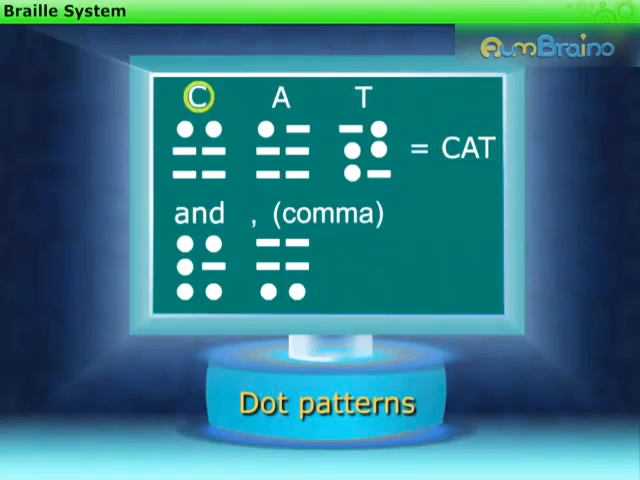 Braille System
AumBraino
C A T
= CAT
and , (comma)
Dot patterns